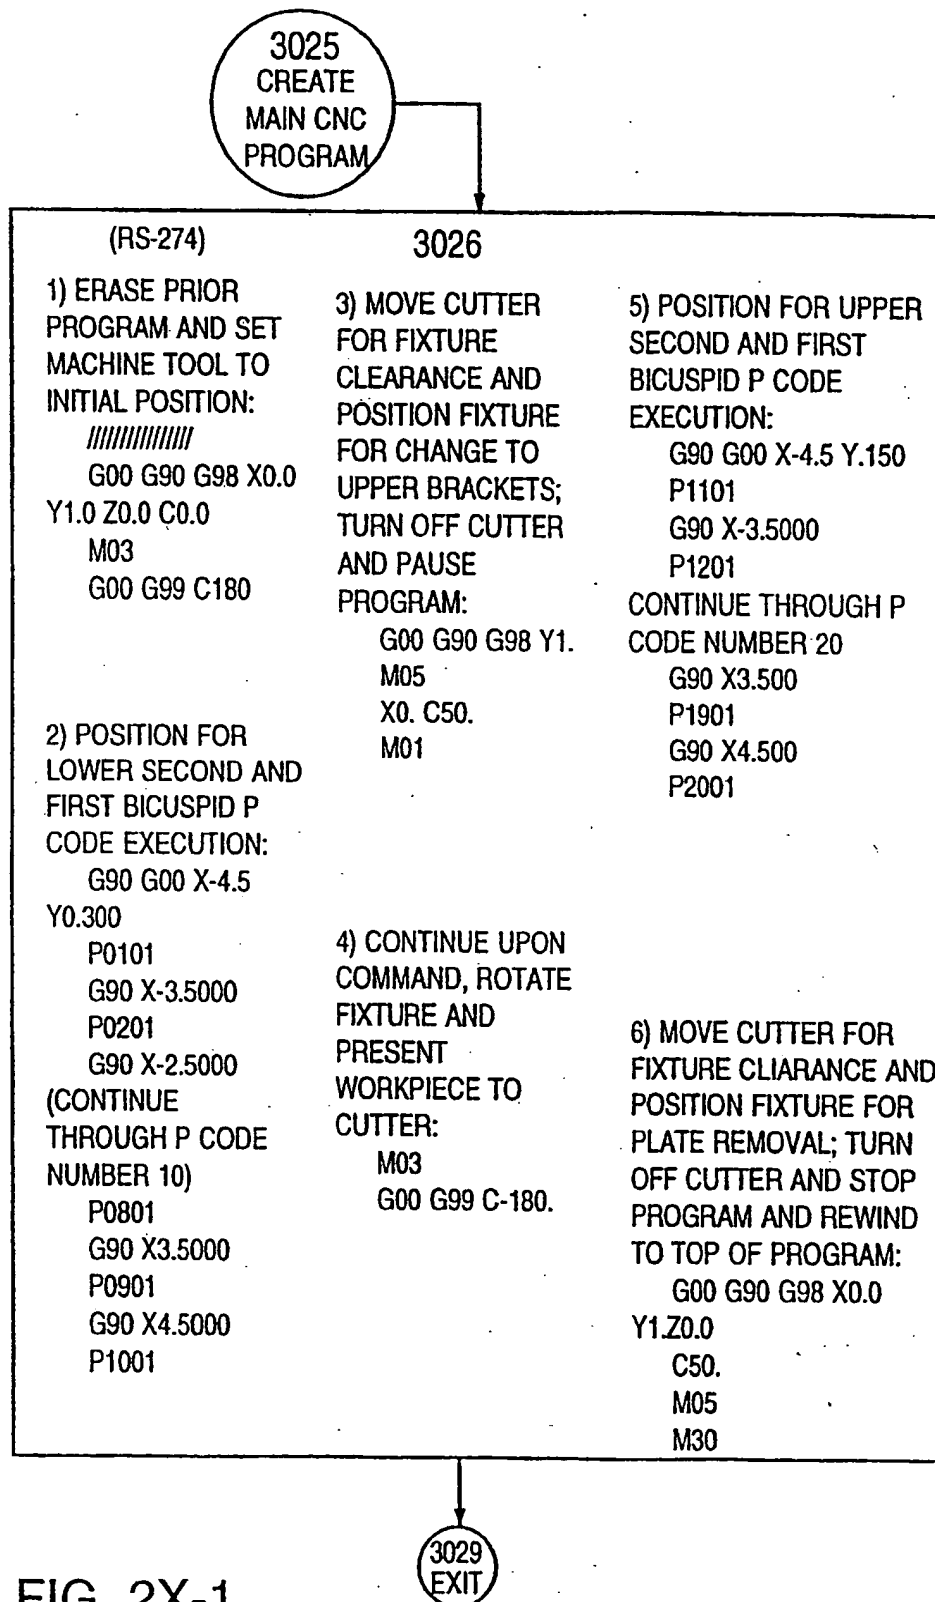 3025
CREATE
MAIN CNC
PROGRAM
(RS-274)
3026
1) ERASE PRIOR
PROGRAM AND SET
MACHINE TOOL TO
INITIAL POSITION:
////////////////
G00 G90 G98 X0.0
Y1.0 Z0.0 C0.0
M03
G00 G99 C180
2) POSITION FOR
LOWER SECOND AND
FIRST BICUSPID P
CODE EXECUTION:
G90 G00 X-4.5
Y0.300
P0101
G90 X-3.5000
P0201
G90 X-2.5000
(CONTINUE
THROUGH P CODE
NUMBER 10)
P0801
G90 X3.5000
P0901
G90 X4.5000
P1001
3) MOVE CUTTER
FOR FIXTURE
CLEARANCE AND
POSITION FIXTURE
FOR CHANGE TO
UPPER BRACKETS;
TURN OFF CUTTER
AND PAUSE
PROGRAM:
G00 G90 G98 Y1.
M05
X0. C50.
M01
4) CONTINUE UPON
COMMAND, ROTATE
FIXTURE AND
PRESENT
WORKPIECE TO
CUTTER:
M03
G00 G99 C-180.
5) POSITION FOR UPPER
SECOND AND FIRST
BICUSPID P CODE
EXECUTION:
G90 G00 X-4.5 Y.150
P1101
G90 X-3.5000
P1201
CONTINUE THROUGH P
CODE NUMBER 20
G90 X3.500
P1901
G90 X4.500
P2001
6) MOVE CUTTER FOR
FIXTURE CLIARANCE AND
POSITION FIXTURE FOR
PLATE REMOVAL; TURN
OFF CUTTER AND STOP
PROGRAM AND REWIND
TO TOP OF PROGRAM:
G00 G90 G98 X0.0
Y1.Z0.0
C50.
M05
M30
3029
EXIT
FIG. 2X-1